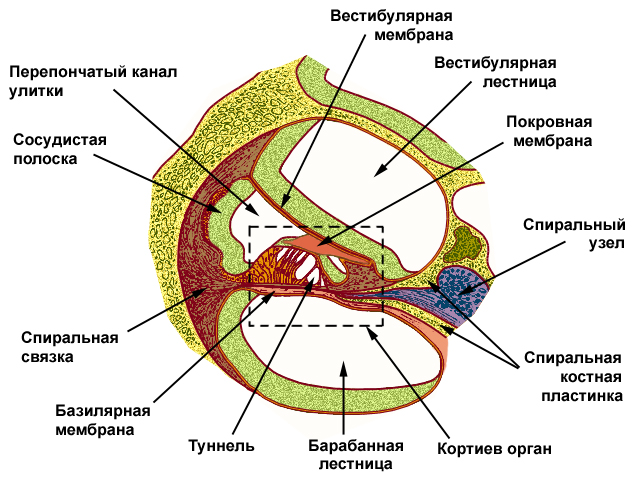 Вестибулярная
мембрана
Перепончатый канал
улитки
Вестибулярная
лестница
Сосудистая
полоска
Покровная
мембрана
Спиральный
узел
Спиральная
связка
Спиральная
костная
пластинка
Базилярная
мембрана
Туннель
Барабанная
лестница
Кортиев орган